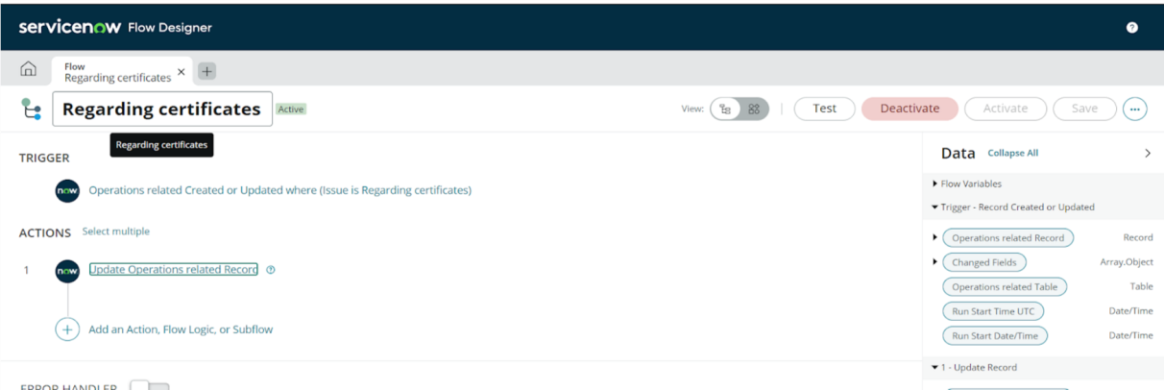 servicenow Flow Designer
Flow
Regarding certificates
Regarding certificates Active
View: Test Deactivate Activate Save
Regarding certificates
TRIGGER
now Operations related Created or Updated where (Issue is Regarding certificates)
ACTIONS Select multiple
1 now Update Operations related Record
Add an Action, Flow Logic, or Subflow
ERROR HANDLER
Data Collapse All
Flow Variables
Trigger - Record Created or Updated
Operations related Record Record
Changed Fields Array.Object
Operations related Table Table
Run Start Time UTC Date/Time
Run Start Date/Time Date/Time
1 - Update Record